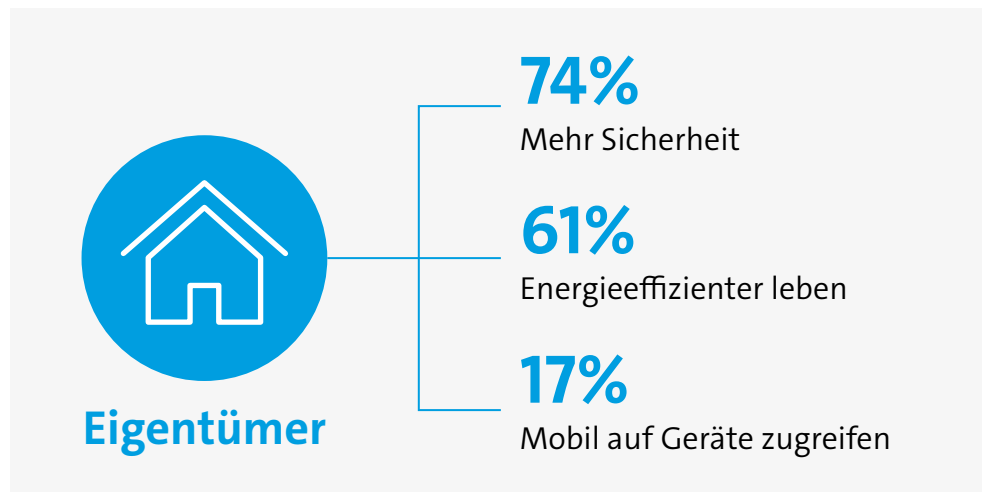 74%
Mehr Sicherheit
61%
Energieeffizienter leben
17%
Mobil auf Geräte zugreifen
Eigentümer